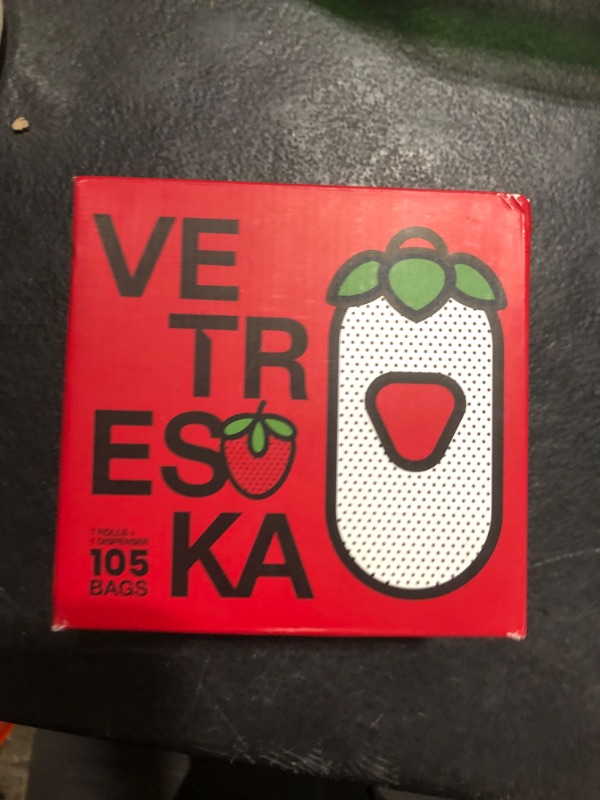 VE
TR
ES
KA
7 ROLLS +
1 DISPENSER
105
BAGS